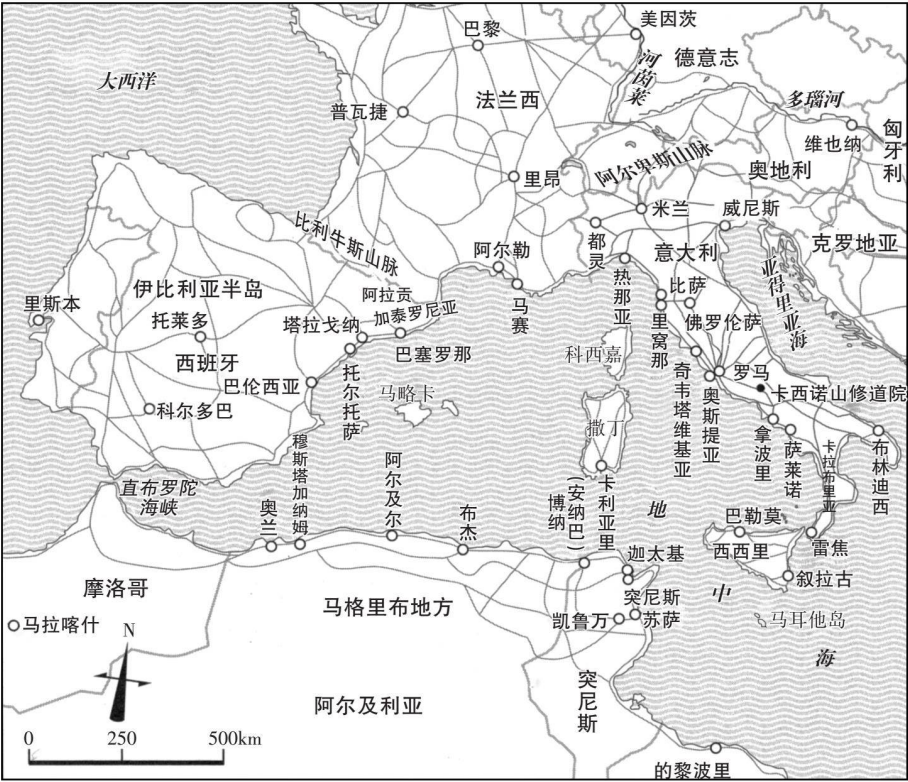 美因茨
巴黎
德意志
大西洋
河茵莱
法兰西
普瓦捷
多瑙河
匈牙利
维也纳
阿尔卑斯山脉
奥地利
里昂
米兰
威尼斯
比利牛斯山脉
都灵
意大利
克罗地亚
阿尔勒
热那亚
亚得里亚海
伊比利亚半岛
阿拉贡
马赛
比萨
里斯本
托莱多
塔拉戈纳
加泰罗尼亚
佛罗伦萨
里窝那
西班牙
巴塞罗那
科西嘉
罗马
巴伦西亚
托尔托萨
马略卡
奇韦塔维基亚
奥斯提亚
卡西诺山修道院
科尔多巴
撒丁
拿波里
萨莱诺
卡拉布里亚
布林迪西
穆斯塔加纳姆
直布罗陀
海峡
阿尔及尔
奥兰
布杰
博纳
(安纳巴)
卡利亚里
地
巴勒莫
西西里
雷焦
迦太基
叙拉古
摩洛哥
马格里布地方
突尼斯
中
凯鲁万
苏萨
马耳他岛
马拉喀什
N
海
突尼斯
阿尔及利亚
0 250 500km
的黎波里